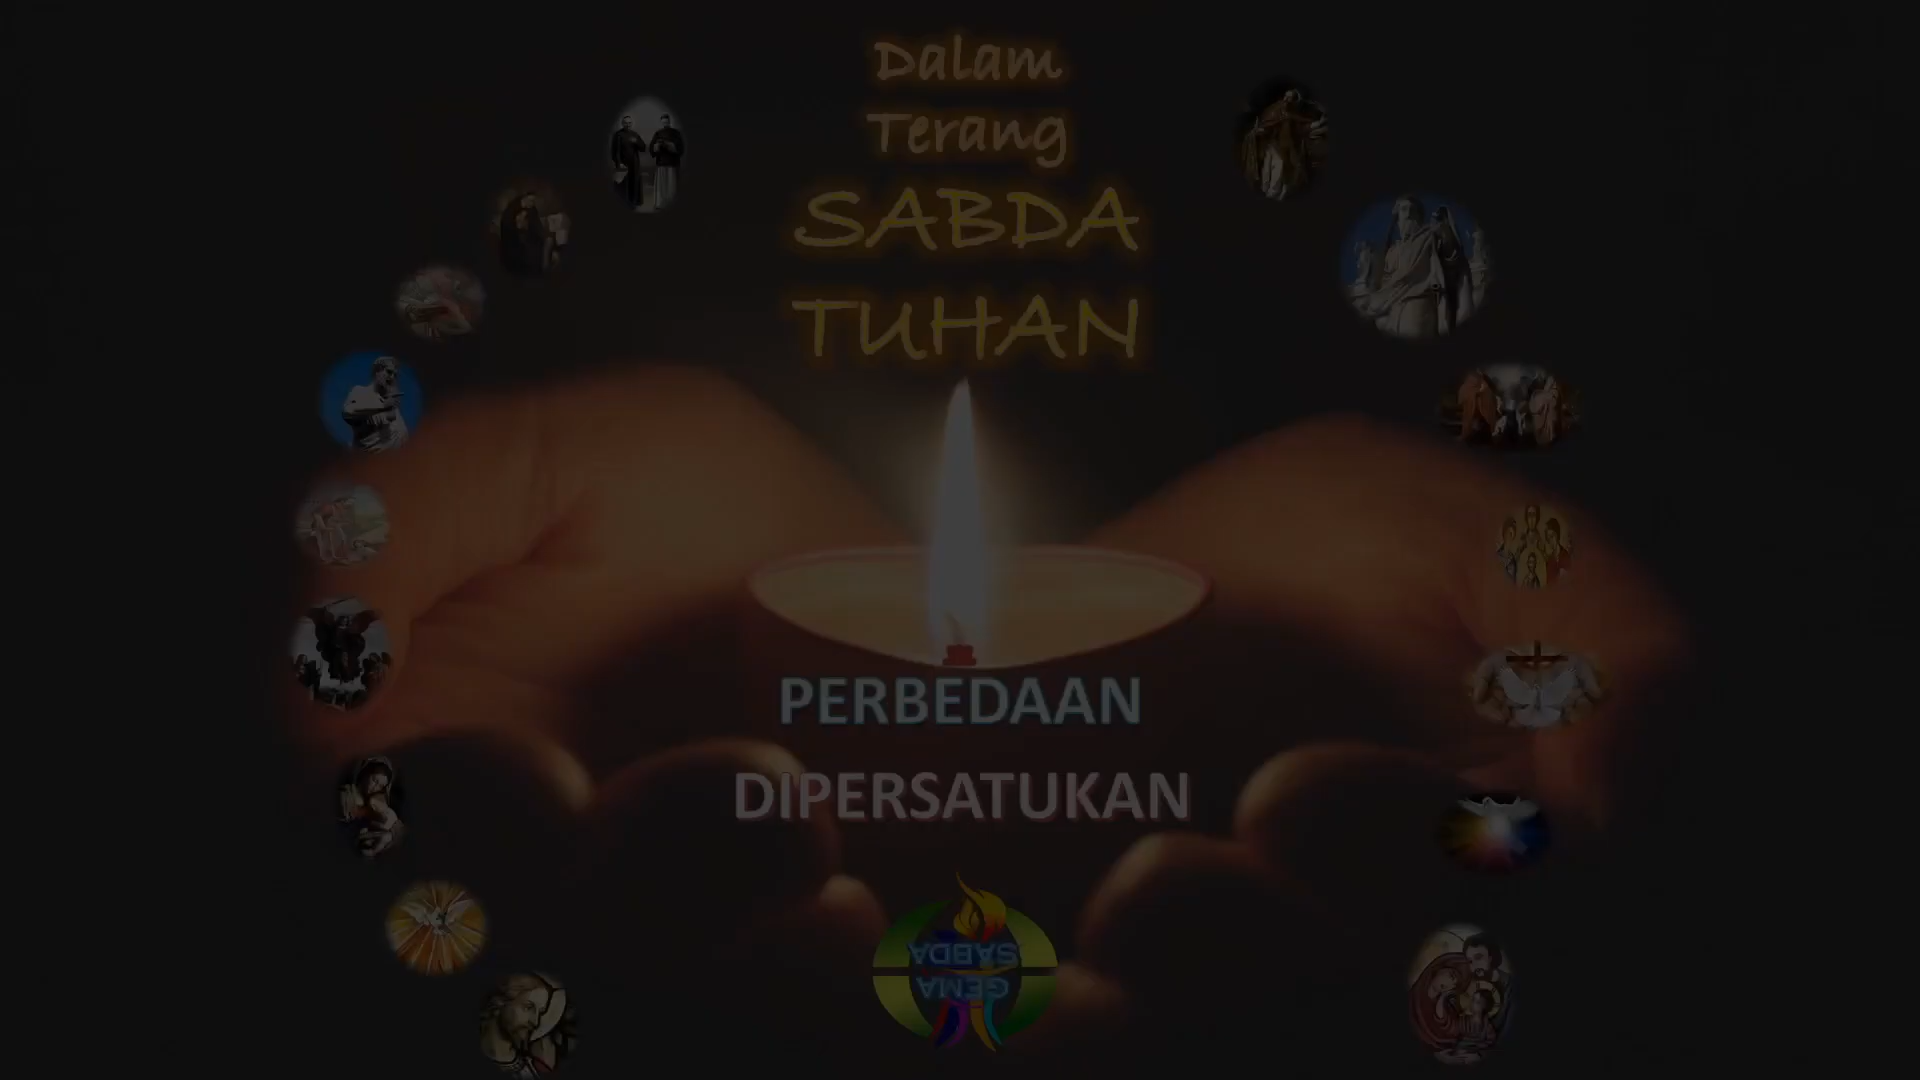 Dalam
Terang
SABDA
TUHAN
PERBEDAAN
DIPERSATUKAN
SABDA
GEMA